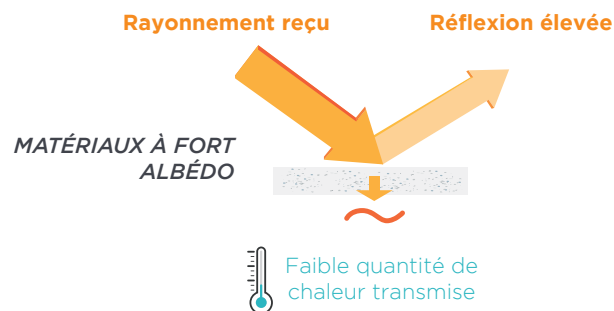 Rayonnement reçu
Réflexion élevée
MATÉRIAUX À FORT
ALBÉDO
Faible quantité de
chaleur transmise